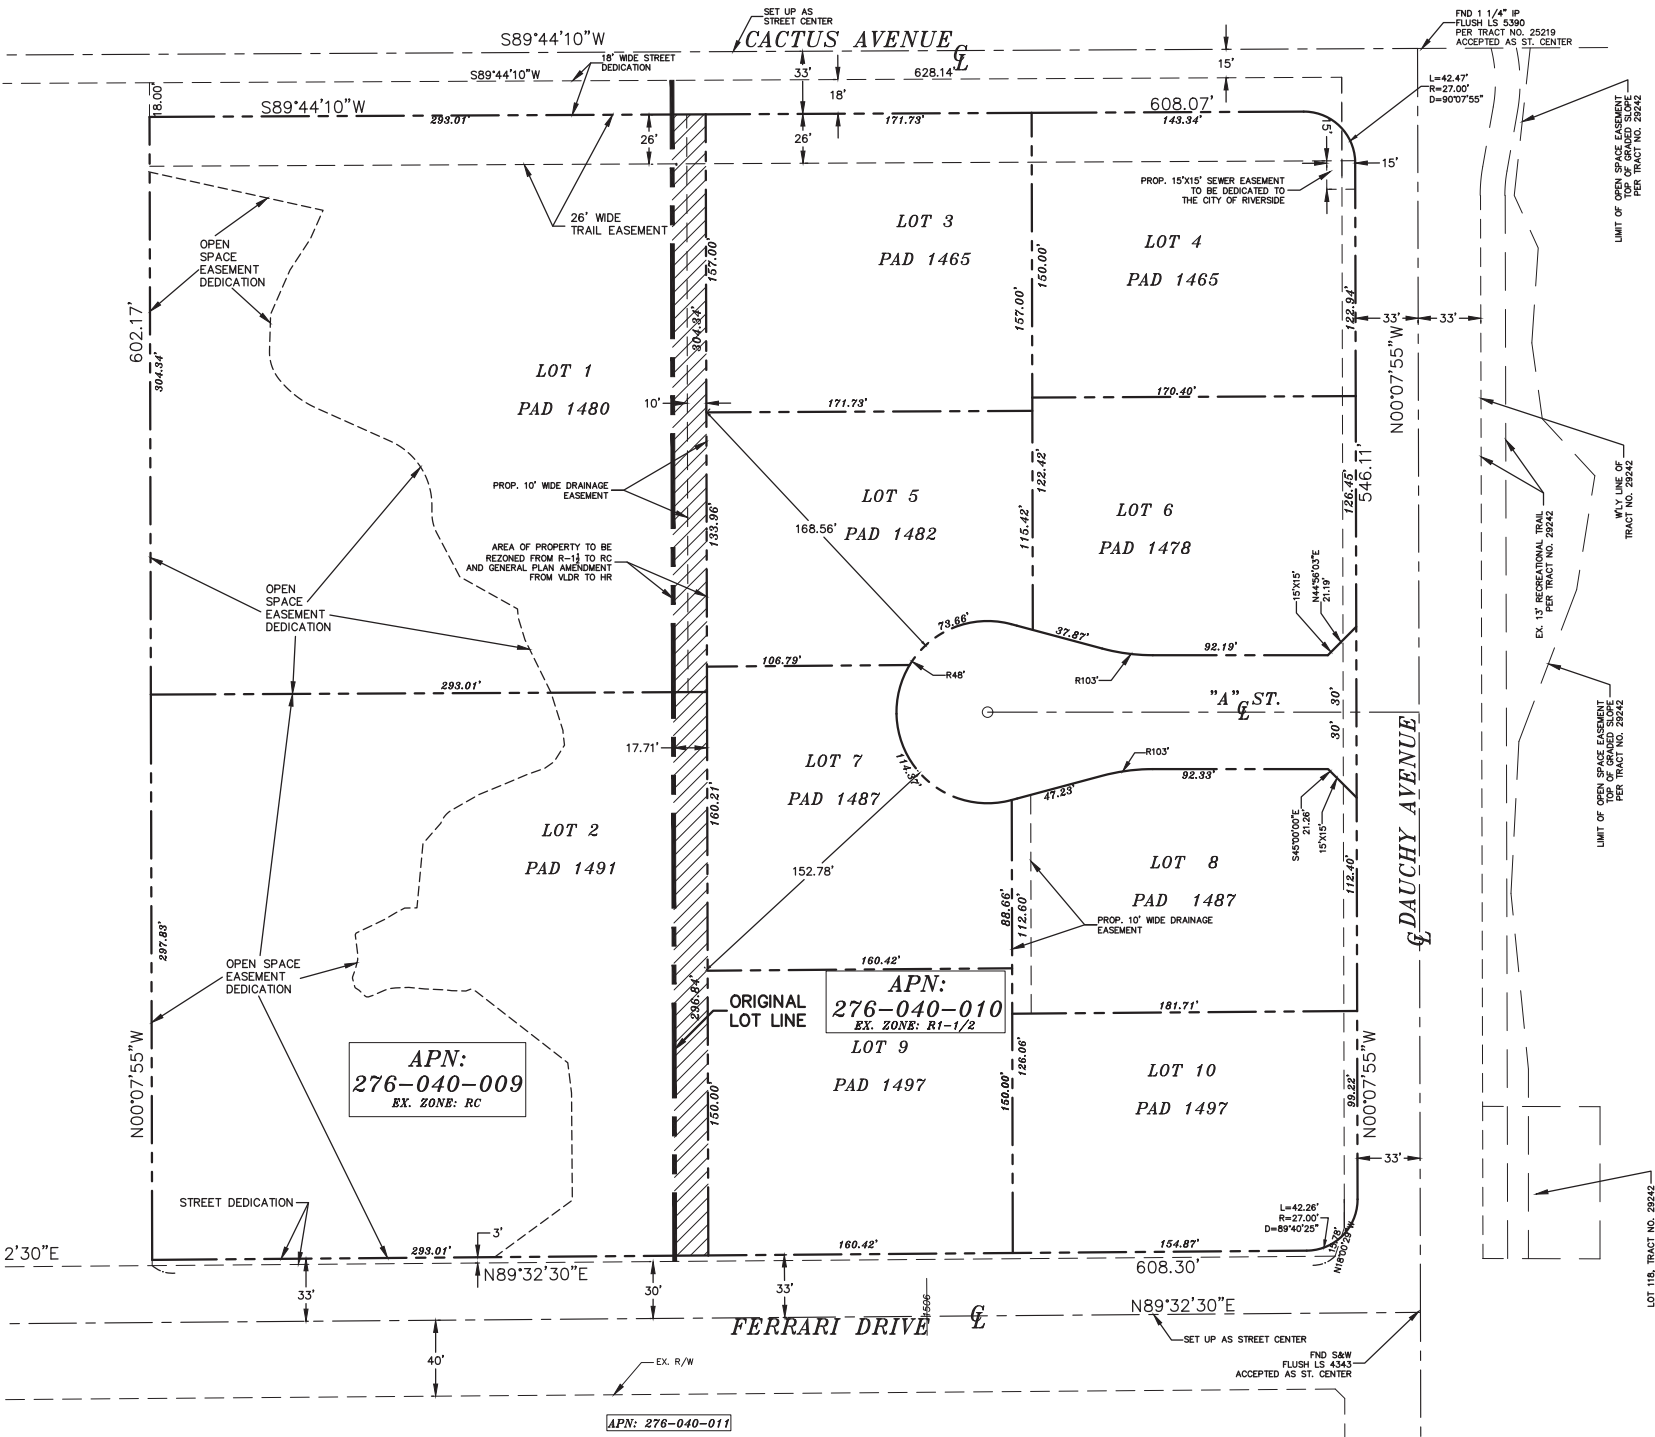 SET UP AS
STREET CENTER
CACTUS AVENUE
℄
S89°44'10"W
18' WIDE STREET
DEDICATION
S89°44'10"W
33'
628.14'
15'
FND 1 1/4" IP
FLUSH LS 5390
PER TRACT NO. 25219
ACCEPTED AS ST. CENTER
18.00'
S89°44'10"W
293.01'
18'
171.73'
608.07'
143.34'
L=42.47'
R=27.00'
D=90°07'55"
26'
26'
15'
15'
LIMIT OF OPEN SPACE EASEMENT
TOP OF GRADED SLOPE
PER TRACT NO. 29242
PROP. 15'X15' SEWER EASEMENT
TO BE DEDICATED TO
THE CITY OF RIVERSIDE
26' WIDE
TRAIL EASEMENT
OPEN
SPACE
EASEMENT
DEDICATION
LOT 3
PAD 1465
LOT 4
PAD 1465
157.00'
304.34'
150.00'
157.00'
122.94'
33'
33'
602.17'
304.34'
LOT 1
PAD 1480
N00°07'55"W
10'
171.73'
170.40'
PROP. 10' WIDE DRAINAGE
EASEMENT
LOT 5
PAD 1482
168.56'
122.42'
115.42'
LOT 6
PAD 1478
126.45'
546.11'
W'LY LINE OF
TRACT NO. 29242
EX. 13' RECREATIONAL TRAIL
PER TRACT NO. 29242
133.96'
AREA OF PROPERTY TO BE
REZONED FROM R-1½ TO RC
AND GENERAL PLAN AMENDMENT
FROM VLDR TO HR
OPEN
SPACE
EASEMENT
DEDICATION
15'X15'
N44°56'03"E
21.19'
73.66'
37.87'
92.19'
106.79'
R48'
R103'
293.01'
"A" ST.
℄
30'
30'
LIMIT OF OPEN SPACE EASEMENT
TOP OF GRADED SLOPE
PER TRACT NO. 29242
17.71'
LOT 7
PAD 1487
114.37'
R103'
92.33'
47.23'
160.21'
S45°00'00"E
21.26'
15'X15'
LOT 2
PAD 1491
152.78'
LOT 8
PAD 1487
112.40'
℄ DAUCHY AVENUE ℄
88.66'
112.60'
PROP. 10' WIDE DRAINAGE
EASEMENT
297.83'
OPEN SPACE
EASEMENT
DEDICATION
160.42'
296.84'
ORIGINAL
LOT LINE
APN:
276-040-010
EX. ZONE: R1-1/2
181.71'
LOT 9
PAD 1497
APN:
276-040-009
EX. ZONE: RC
N00°07'55"W
150.00'
126.06'
150.00'
LOT 10
PAD 1497
99.22'
N00°07'55"W
33'
STREET DEDICATION
3'
L=42.26'
R=27.00'
D=89°40'25"
LOT 118, TRACT NO. 29242
2'30"E
293.01'
N89°32'30"E
160.42'
154.87'
608.30'
33'
30'
33'
1506
N89°32'30"E
FERRARI DRIVE ℄
SET UP AS STREET CENTER
40'
EX. R/W
FND S&W
FLUSH LS 4343
ACCEPTED AS ST. CENTER
APN: 276-040-011